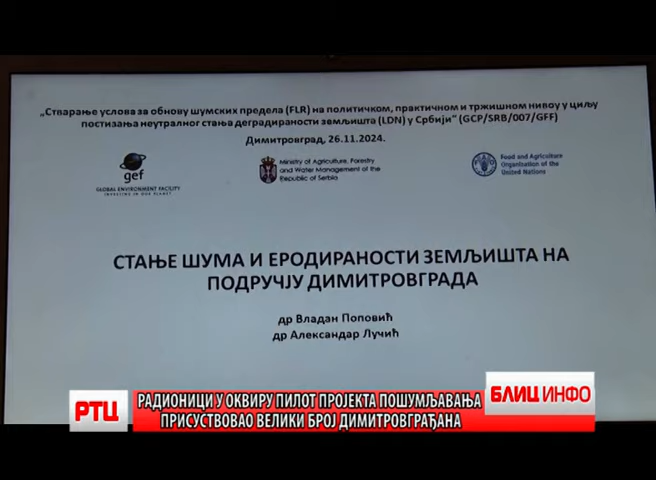 „Стварање услова за обнову шумских предела (FLR) на политичком, практичном и тржишном нивоу у циљу
постизања неутралног стања деградираности земљишта (LDN) у Србији“ (GCP/SRB/007/GFF)
Димитровград, 26.11.2024.
gef
GLOBAL ENVIRONMENT FACILITY
INVESTING IN OUR PLANET
Ministry of Agriculture, Forestry
and Water Management of the
Republic of Serbia
Food and Agriculture
Organization of the
United Nations
СТАЊЕ ШУМА И ЕРОДИРАНОСТИ ЗЕМЉИШТА НА
ПОДРУЧЈУ ДИМИТРОВГРАДА
др Владан Поповић
др Александар Лучић
РТЦ
РАДИОНИЦИ У ОКВИРУ ПИЛОТ ПРОЈЕКТА ПОШУМЉАВАЊА
ПРИСУСТВОВАО ВЕЛИКИ БРОЈ ДИМИТРОВГРАЂАНА
БЛИЦ ИНФО